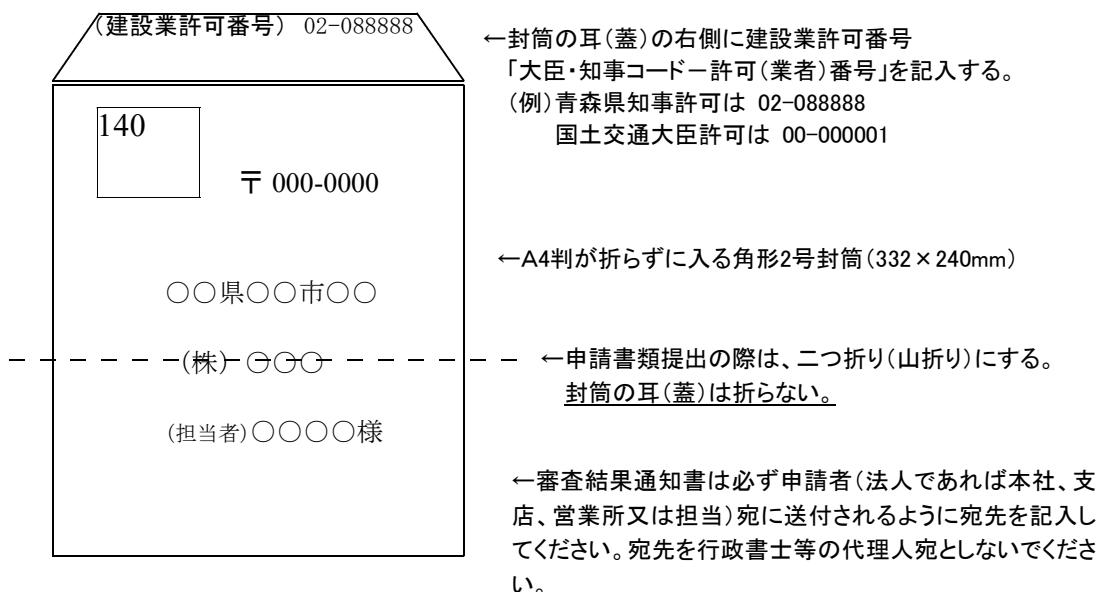 (建設業許可番号) 02-088888
←封筒の耳(蓋)の右側に建設業許可番号
「大臣・知事コード－許可(業者)番号」を記入する。
(例)青森県知事許可は 02-088888
国土交通大臣許可は 00-000001
140
〒 000-0000
←A4判が折らずに入る角形2号封筒(332×240mm)
○○県○○市○○
(株) ○○○
←申請書類提出の際は、二つ折り(山折り)にする。
封筒の耳(蓋)は折らない。
(担当者)○○○○様
←審査結果通知書は必ず申請者(法人であれば本社、支
店、営業所又は担当)宛に送付されるように宛先を記入し
てください。宛先を行政書士等の代理人宛としないでくださ
い。